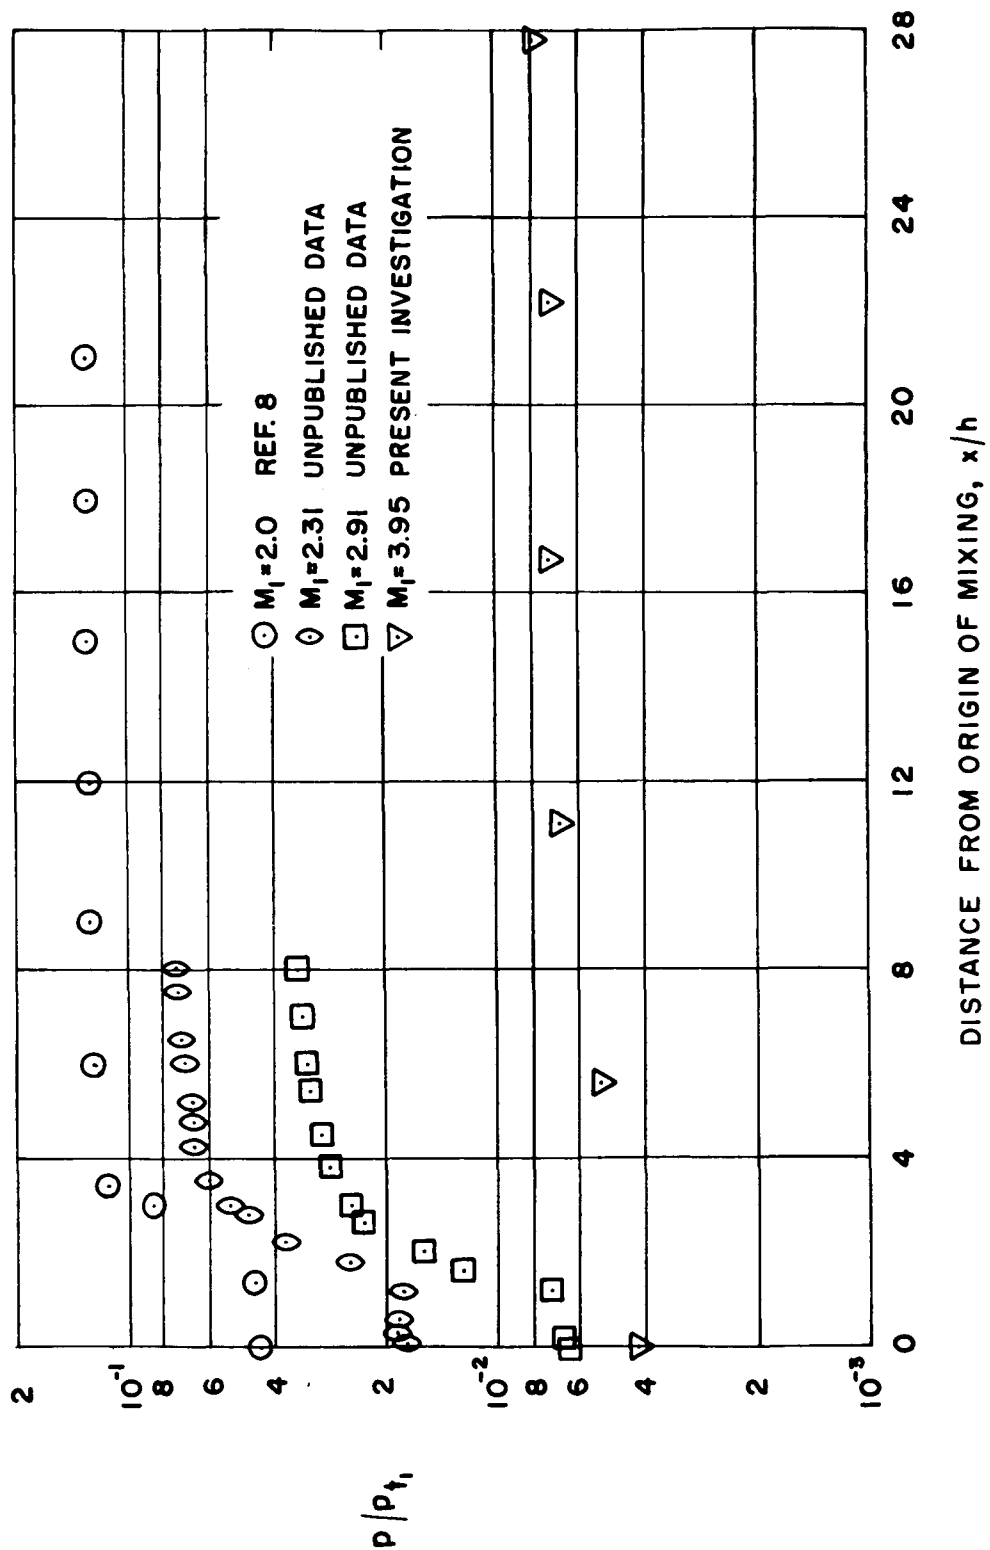 p/pt1
2
10-1
8
6
4
2
10-2
8
6
4
2
10-3
0 4 8 12 16 20 24 28
⊙ M1=2.0 REF. 8
M1=2.31 UNPUBLISHED DATA
M1=2.91 UNPUBLISHED DATA
M1=3.95 PRESENT INVESTIGATION
DISTANCE FROM ORIGIN OF MIXING, x/h